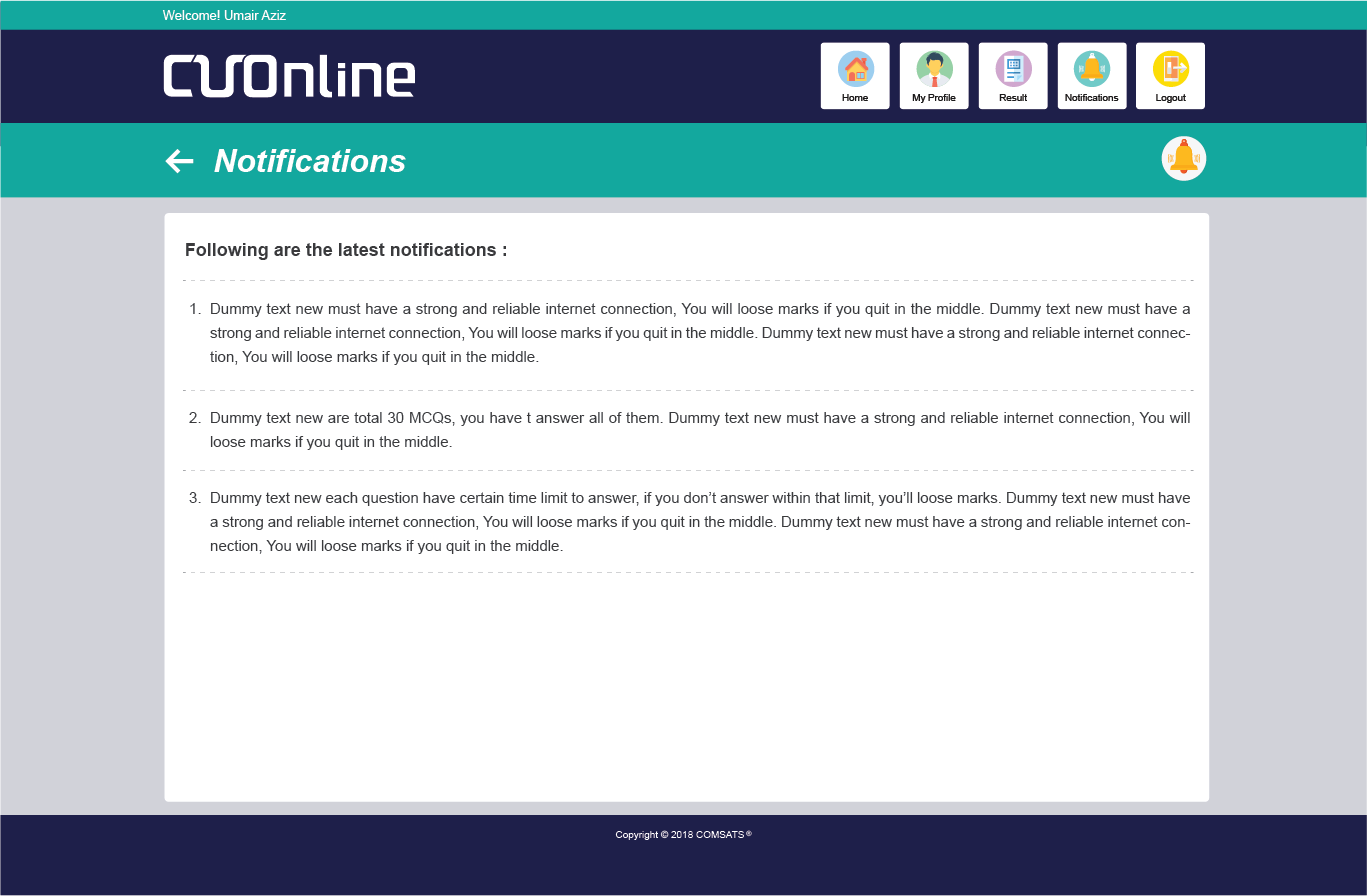 Welcome! Umair Aziz
CUOnline
Home
My Profile
Result
Notifications
Logout
Notifications
Following are the latest notifications :
1. Dummy text new must have a strong and reliable internet connection, You will loose marks if you quit in the middle. Dummy text new must have a
strong and reliable internet connection, You will loose marks if you quit in the middle. Dummy text new must have a strong and reliable internet connec-
tion, You will loose marks if you quit in the middle.
2. Dummy text new are total 30 MCQs, you have t answer all of them. Dummy text new must have a strong and reliable internet connection, You will
loose marks if you quit in the middle.
3. Dummy text new each question have certain time limit to answer, if you don’t answer within that limit, you’ll loose marks. Dummy text new must have
a strong and reliable internet connection, You will loose marks if you quit in the middle. Dummy text new must have a strong and reliable internet con-
nection, You will loose marks if you quit in the middle.
Copyright © 2018 COMSATS ®